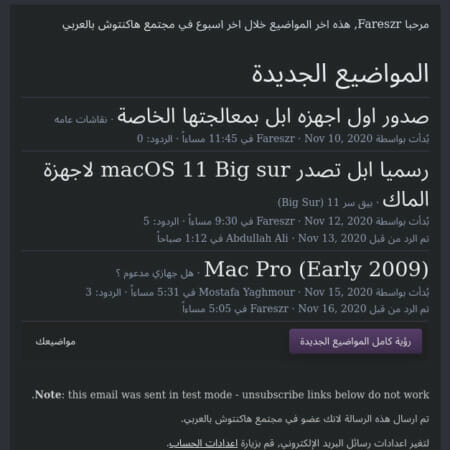 مرحبا Fareszr, هذه اخر المواضيع خلال اخر اسبوع في مجتمع هاكنتوش بالعربي
المواضيع الجديدة
صدور اول اجهزه ابل بمعالجتها الخاصة · نقاشات عامه
بُدأت بواسطة Fareszr · Nov 10, 2020 في 11:45 مساءاً · الردود: 0
رسميا ابل تصدر macOS 11 Big sur لاجهزة
الماك · بيق سر 11 (Big Sur)
بُدأت بواسطة Fareszr · Nov 12, 2020 في 9:30 مساءاً · الردود: 5
تم الرد من قبل Abdullah Ali · Nov 13, 2020 في 1:12 صباحاً
Mac Pro (Early 2009) · هل جهازي مدعوم ؟
بُدأت بواسطة Mostafa Yaghmour · Nov 15, 2020 في 5:31 مساءاً · الردود: 3
تم الرد من قبل Fareszr · Nov 16, 2020 في 5:05 مساءاً
رؤية كامل المواضيع الجديدة
مواضيعك
Note: this email was sent in test mode - unsubscribe links below do not work.
تم ارسال هذه الرسالة لانك عضو في مجتمع هاكنتوش بالعربي.
لتغير اعدادات رسائل البريد الإلكتروني, قم بزيارة إعدادات الحساب.